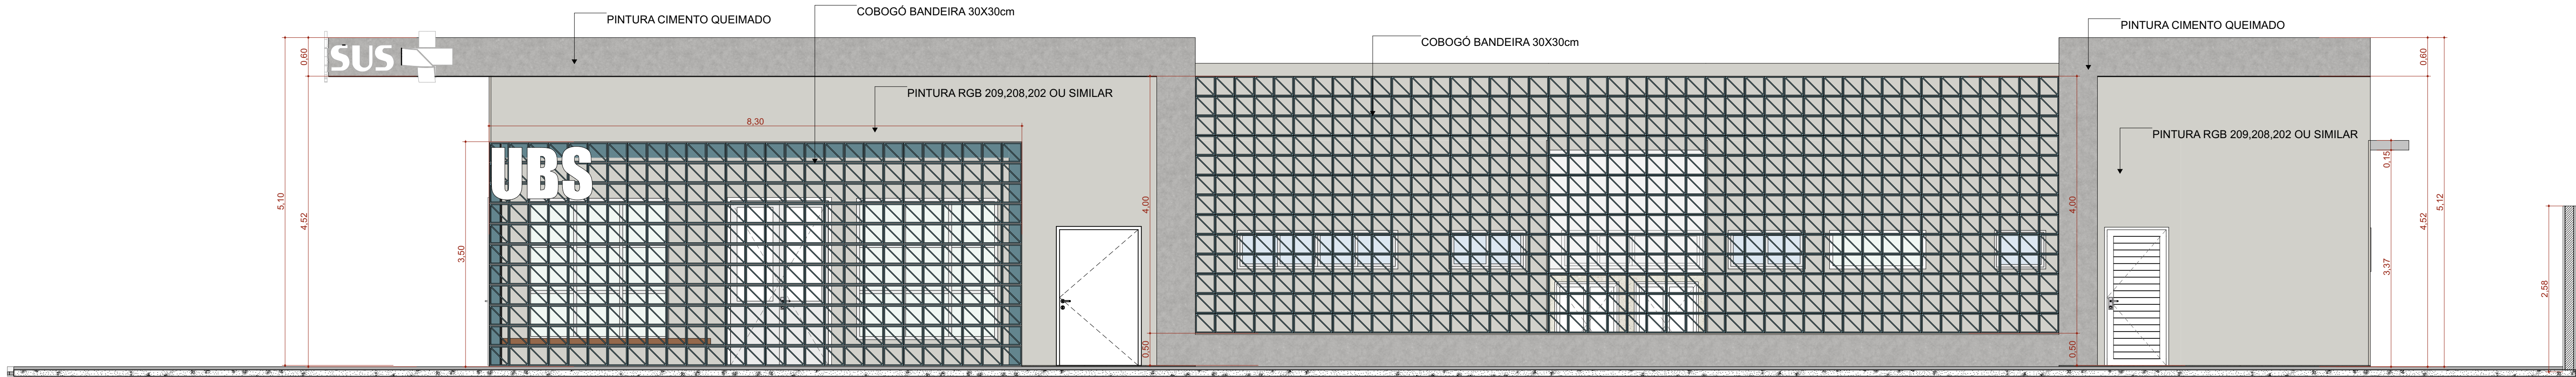 PINTURA CIMENTO QUEIMADO
COBOGÓ BANDEIRA 30X30cm
COBOGÓ BANDEIRA 30X30cm
PINTURA CIMENTO QUEIMADO
SUS
0,60
0,60
PINTURA RGB 209,208,202 OU SIMILAR
8,30
PINTURA RGB 209,208,202 OU SIMILAR
UBS
0,15
5,10
4,52
3,50
4,00
4,00
4,52
5,12
3,37
2,58
0,50
0,50